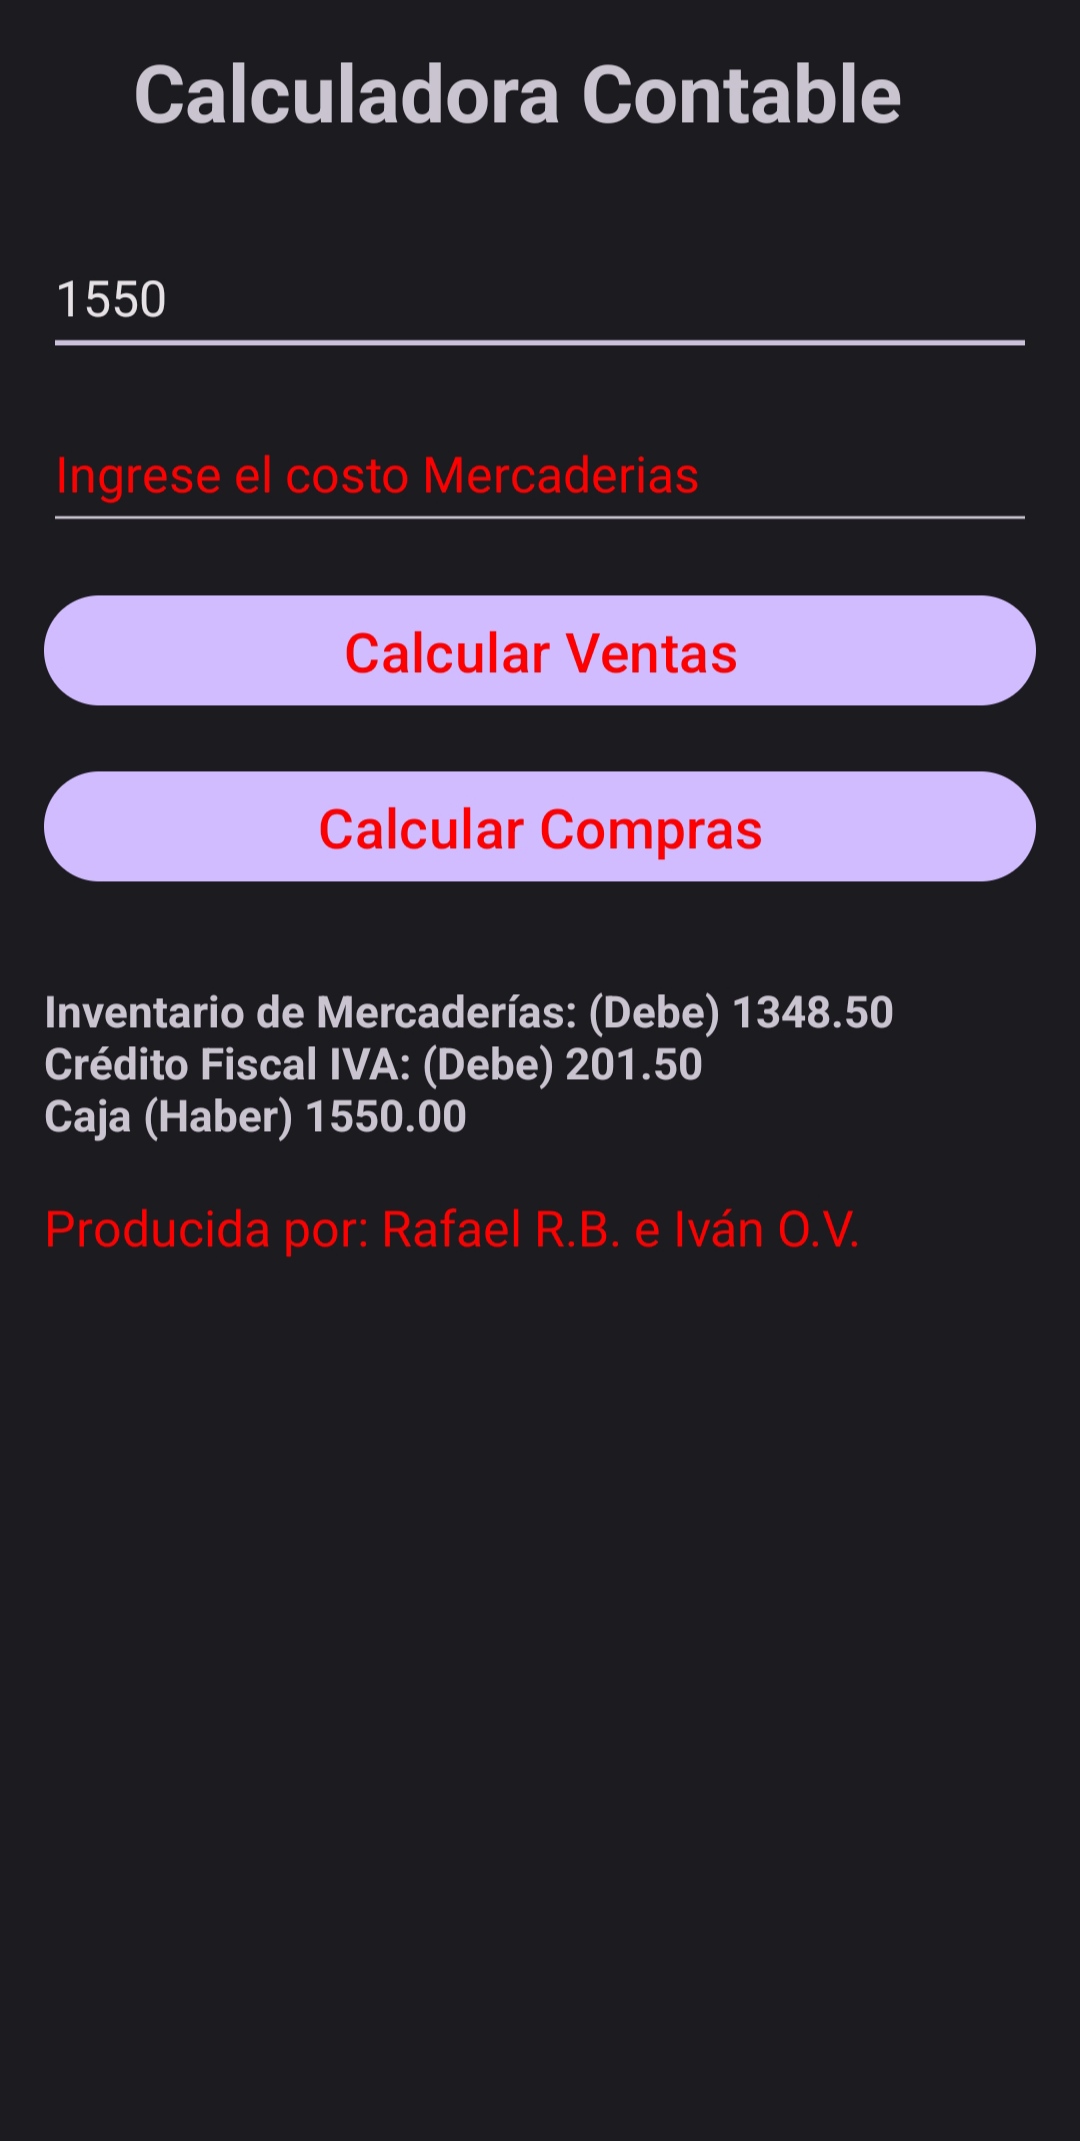 Calculadora Contable
1550
Ingrese el costo Mercaderias
Calcular Ventas
Calcular Compras
Inventario de Mercaderías: (Debe) 1348.50
Crédito Fiscal IVA: (Debe) 201.50
Caja (Haber) 1550.00
Producida por: Rafael R.B. e Iván O.V.